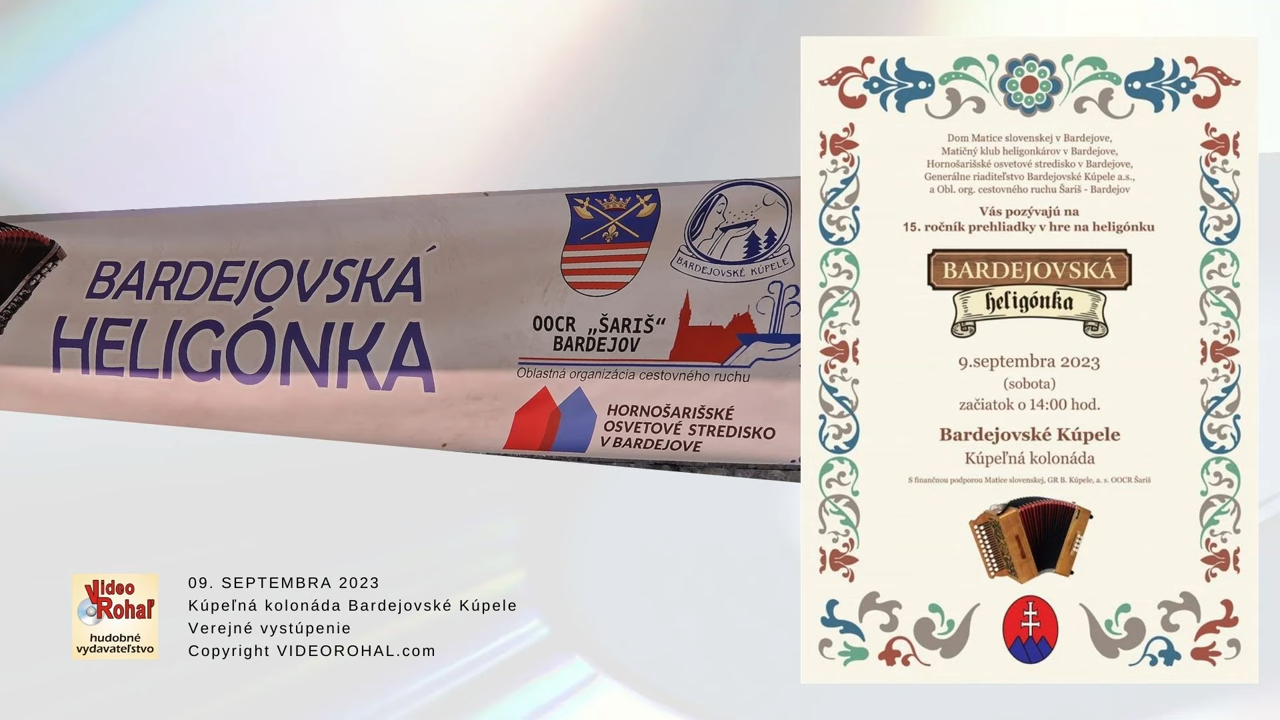 BARDEJOVSKÁ
HELIGÓNKA
BARDEJOVSKÉ KÚPELE
OOCR „ŠARIŠ“
BARDEJOV
Oblastná organizácia cestovného ruchu
HORNOŠARIŠSKÉ
OSVETOVÉ STREDISKO
V BARDEJOVE
Dom Matice slovenskej v Bardejove,
Matičný klub heligonkárov v Bardejove,
Hornošarišské osvetové stredisko v Bardejove,
Generálne riaditeľstvo Bardejovské Kúpele a.s.,
a Obl. org. cestovného ruchu Šariš - Bardejov
Vás pozývajú na
15. ročník prehliadky v hre na heligónku
BARDEJOVSKÁ
heligónka
9.septembra 2023
(sobota)
začiatok o 14:00 hod.
Bardejovské Kúpele
Kúpeľná kolonáda
S finančnou podporou Matice slovenskej, GR B. Kúpele, a. s. OOCR Šariš
Video
Rohaľ
hudobné
vydavateľstvo
09. SEPTEMBRA 2023
Kúpeľná kolonáda Bardejovské Kúpele
Verejné vystúpenie
Copyright VIDEOROHAL.com